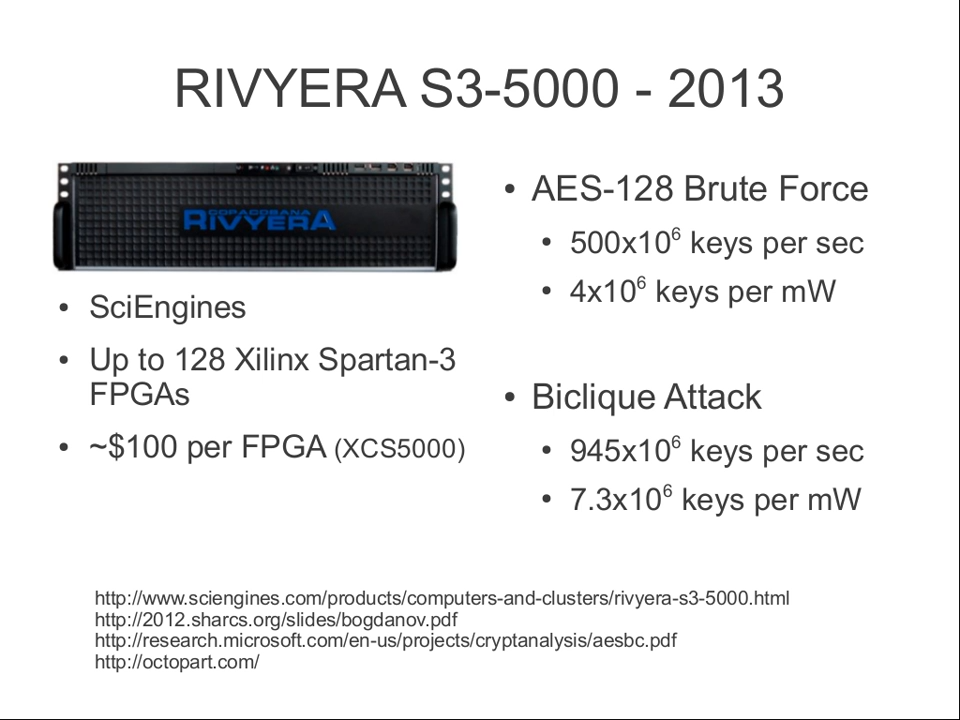 RIVYERA S3-5000 - 2013
COPACOBANA
RIVYERA
• SciEngines
• Up to 128 Xilinx Spartan-3
FPGAs
• ~$100 per FPGA (XCS5000)
• AES-128 Brute Force
• 500x10⁶ keys per sec
• 4x10⁶ keys per mW
• Biclique Attack
• 945x10⁶ keys per sec
• 7.3x10⁶ keys per mW
http://www.sciengines.com/products/computers-and-clusters/rivyera-s3-5000.html
http://2012.sharcs.org/slides/bogdanov.pdf
http://research.microsoft.com/en-us/projects/cryptanalysis/aesbc.pdf
http://octopart.com/